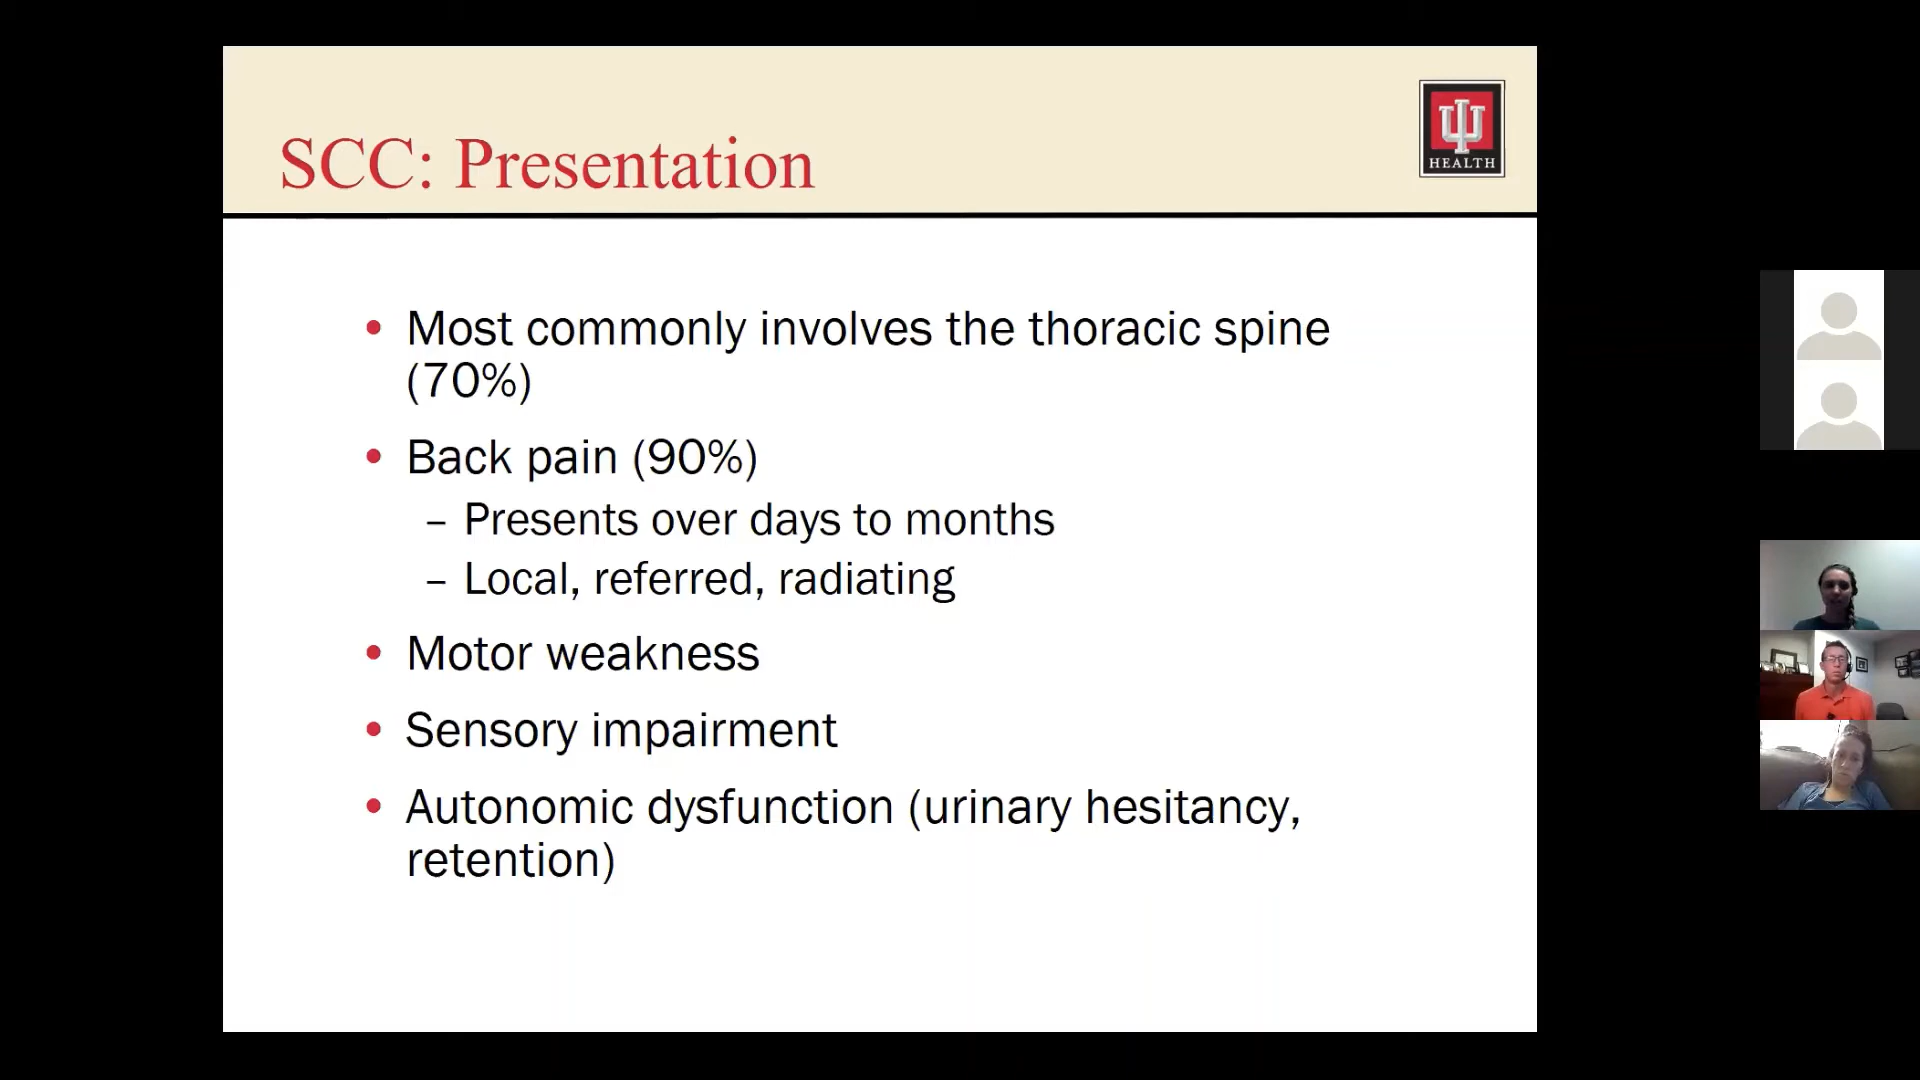 SCC: Presentation
HEALTH
• Most commonly involves the thoracic spine
(70%)
• Back pain (90%)
– Presents over days to months
– Local, referred, radiating
• Motor weakness
• Sensory impairment
• Autonomic dysfunction (urinary hesitancy,
retention)